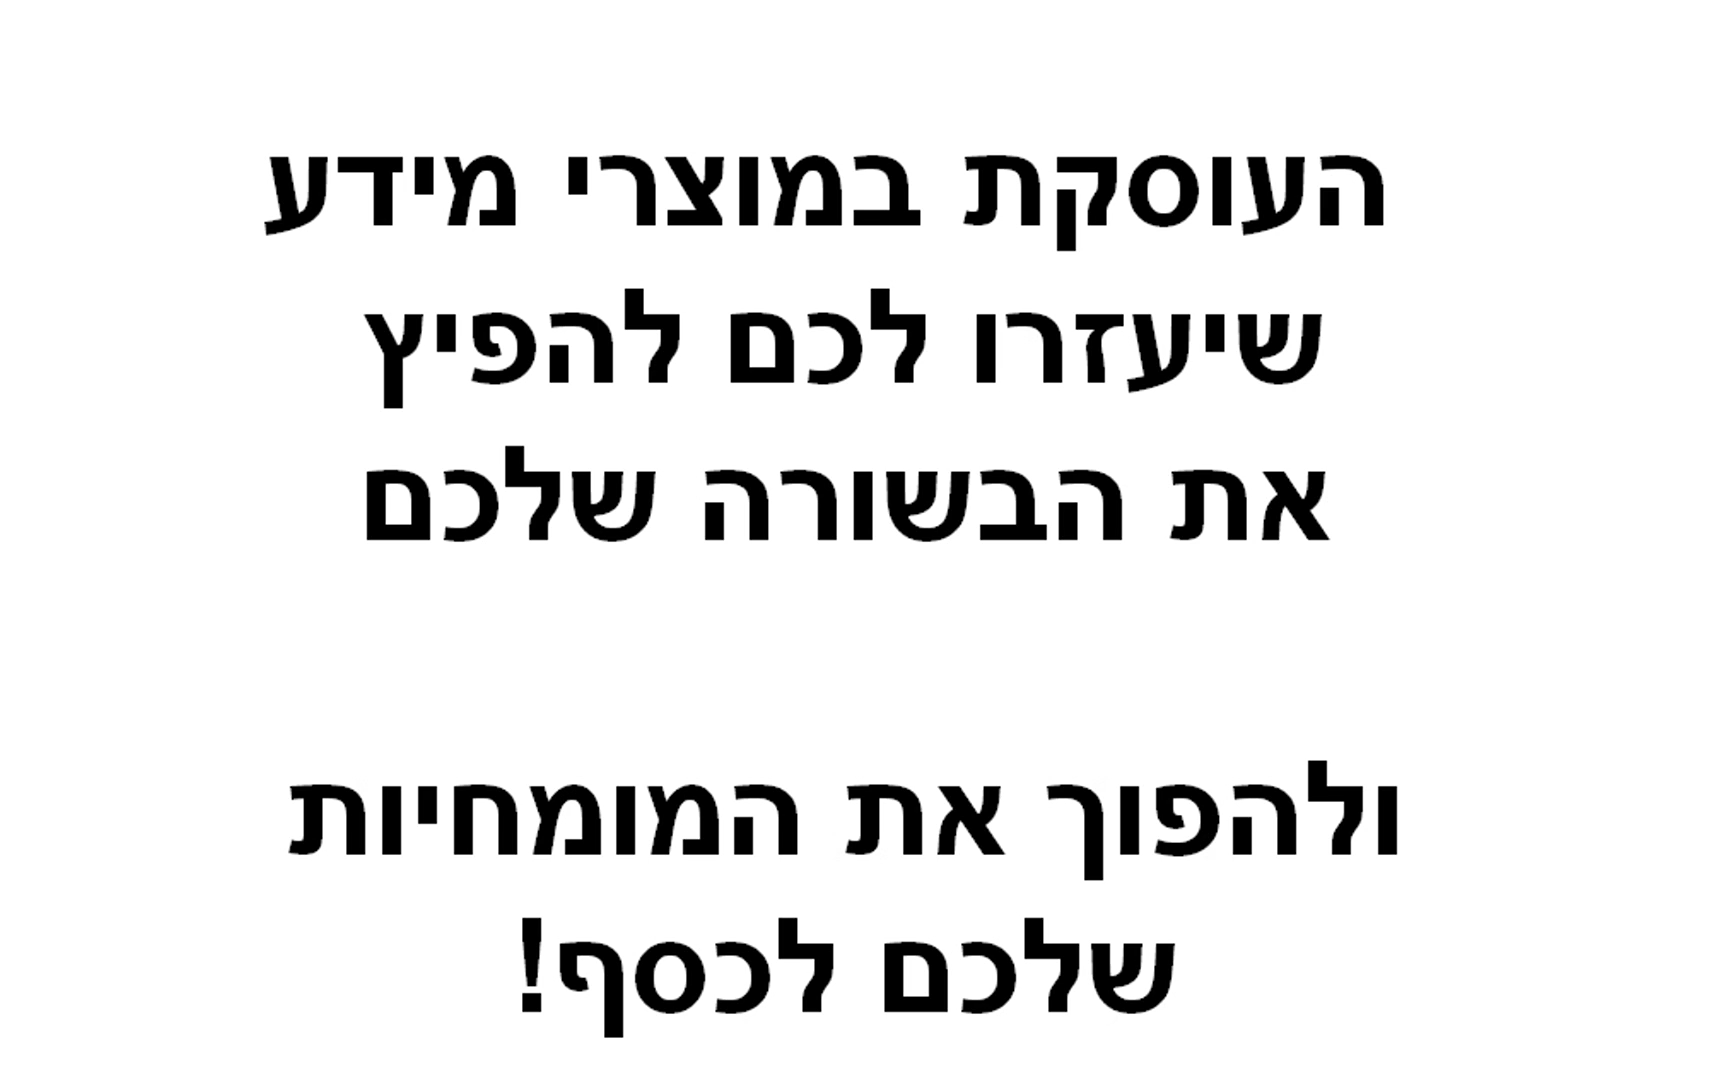 העוסקת במוצרי מידע
שיעזרו לכם להפיץ
את הבשורה שלכם
ולהפוך את המומחיות
שלכם לכסף!